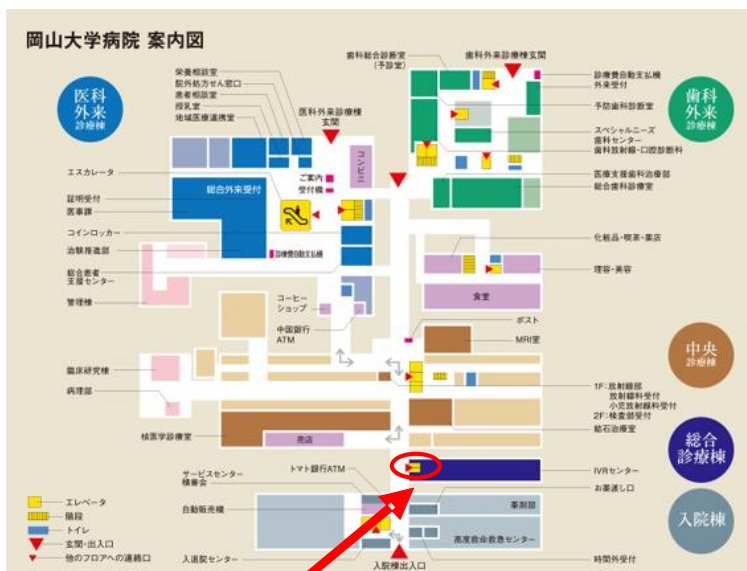 岡山大学病院 案内図
医科
外来
診療棟
栄養相談室
院外処方せん窓口
患者相談室
授乳室
地域医療連携室
医科外来診療棟
玄関
エスカレータ
証明受付
医事課
コインロッカー
治験推進部
総合患者
支援センター
管理棟
総合外来受付
ご案内
受付機
診療費自動支払機
コンビニ
コーヒー
ショップ
中国銀行
ATM
臨床研究棟
病理部
核医学診療室
売店
歯科総合診断室
(予診室)
歯科外来診療棟玄関
診療費自動支払機
外来受付
予防歯科診断室
スペシャルニーズ
歯科センター
歯科放射線・口腔診断科
医療支援歯科治療部
総合歯科診療室
歯科
外来
診療棟
化粧品・喫茶・薬店
理容・美容
食堂
ポスト
MRI室
中央
診療棟
1F:放射線部
放射線科受付
小児放射線科受付
2F:検査部受付
結石治療室
総合
診療棟
IVRセンター
お薬渡し口
入院棟
サービスセンター
積善会
トマト銀行ATM
自動販売機
入退院センター
入院棟出入口
薬剤部
高度救命救急センター
時間外受付
エレベータ
階段
トイレ
玄関・出入口
他のフロアへの連絡口